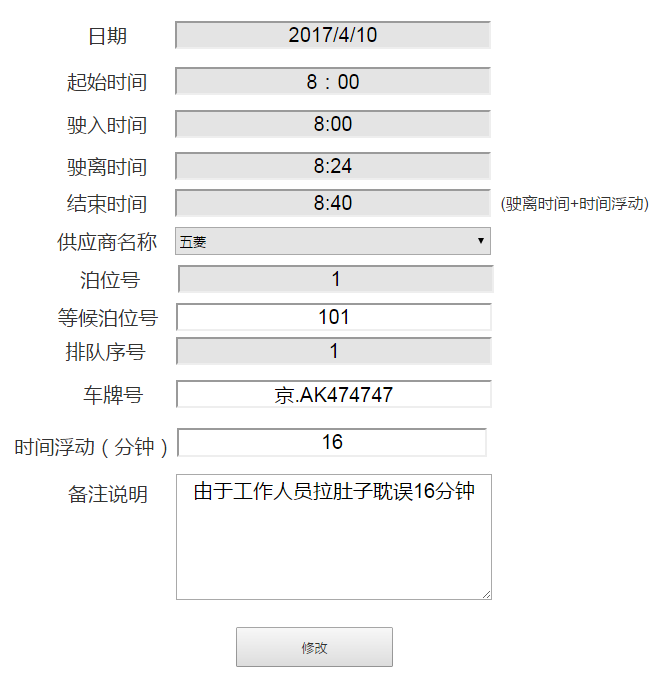 日期 2017/4/10
起始时间 8：00
驶入时间 8:00
驶离时间 8:24
结束时间 8:40 (驶离时间+时间浮动)
供应商名称 五菱
泊位号 1
等候泊位号 101
排队序号 1
车牌号 京.AK474747
时间浮动（分钟） 16
备注说明 由于工作人员拉肚子耽误16分钟
修改